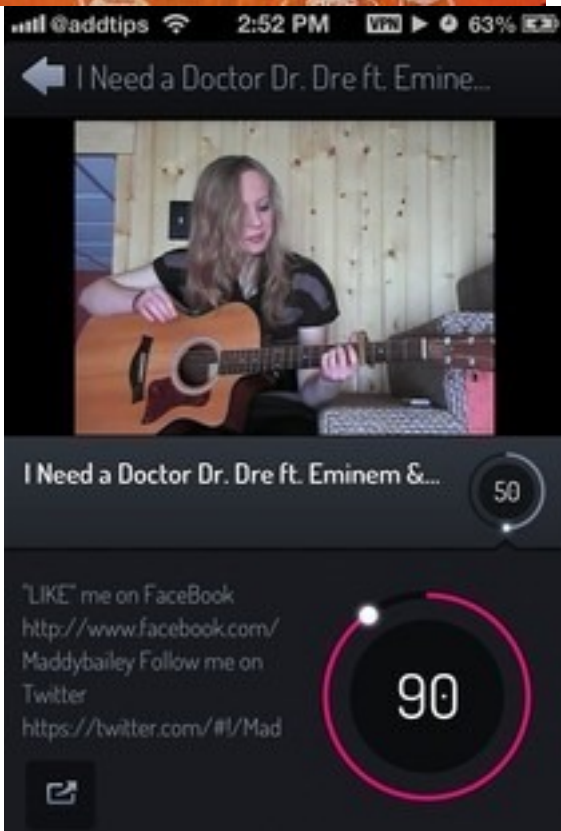 @addtips 2:52 PM VPN 63%
I Need a Doctor Dr. Dre ft. Emine...
I Need a Doctor Dr. Dre ft. Eminem &...
50
"LIKE" me on FaceBook
http://www.facebook.com/
Maddybailey Follow me on
Twitter
https://twitter.com/#!/Mad
90